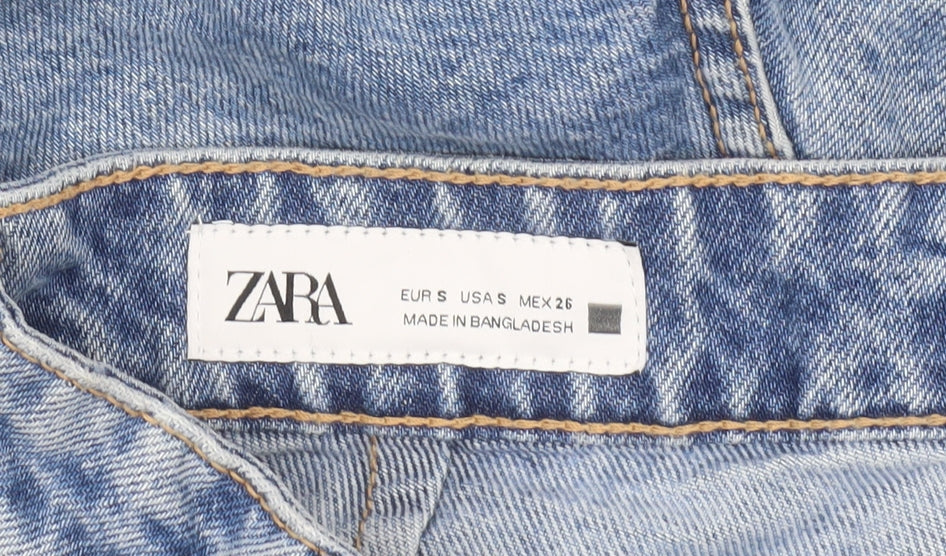 ZARA
EUR S USA S MEX 26
MADE IN BANGLADESH